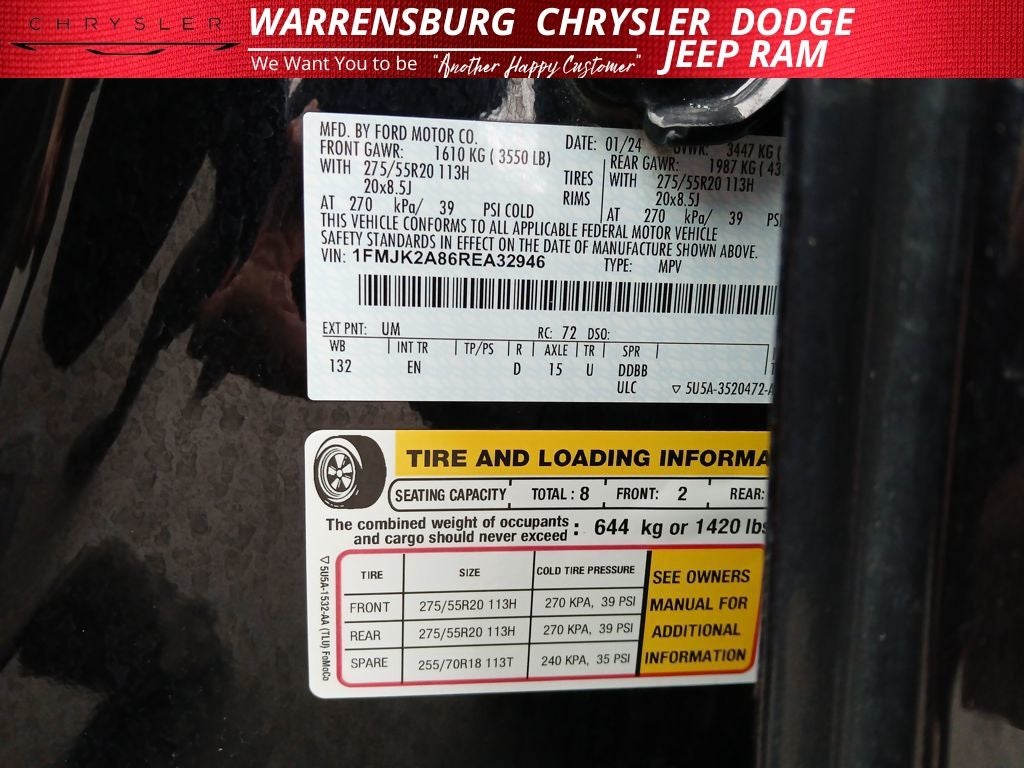 CHRYSLER
WARRENSBURG CHRYSLER DODGE
JEEP RAM
We Want You to be "Another Happy Customer"
MFD. BY FORD MOTOR CO.
DATE: 01/24 GVWR: 3447 KG (
FRONT GAWR: 1610 KG ( 3550 LB) REAR GAWR: 1987 KG ( 43
WITH 275/55R20 113H TIRES WITH 275/55R20 113H
20x8.5J RIMS 20x8.5J
AT 270 kPa/ 39 PSI COLD AT 270 kPa/ 39 PSI
THIS VEHICLE CONFORMS TO ALL APPLICABLE FEDERAL MOTOR VEHICLE
SAFETY STANDARDS IN EFFECT ON THE DATE OF MANUFACTURE SHOWN ABOVE.
VIN: 1FMJK2A86REA32946 TYPE: MPV
EXT PNT: UM RC: 72 DSO:
WB INT TR TP/PS R AXLE TR SPR
132 EN D 15 U DDBB
ULC ▽ 5U5A-3520472-A
TIRE AND LOADING INFORMA
SEATING CAPACITY TOTAL : 8 FRONT: 2 REAR:
The combined weight of occupants
and cargo should never exceed : 644 kg or 1420 lbs
TIRE SIZE COLD TIRE PRESSURE
FRONT 275/55R20 113H 270 KPA, 39 PSI
REAR 275/55R20 113H 270 KPA, 39 PSI
SPARE 255/70R18 113T 240 KPA, 35 PSI
SEE OWNERS
MANUAL FOR
ADDITIONAL
INFORMATION
▽ 5U5A-1532-AA (TLU) FoMoCo